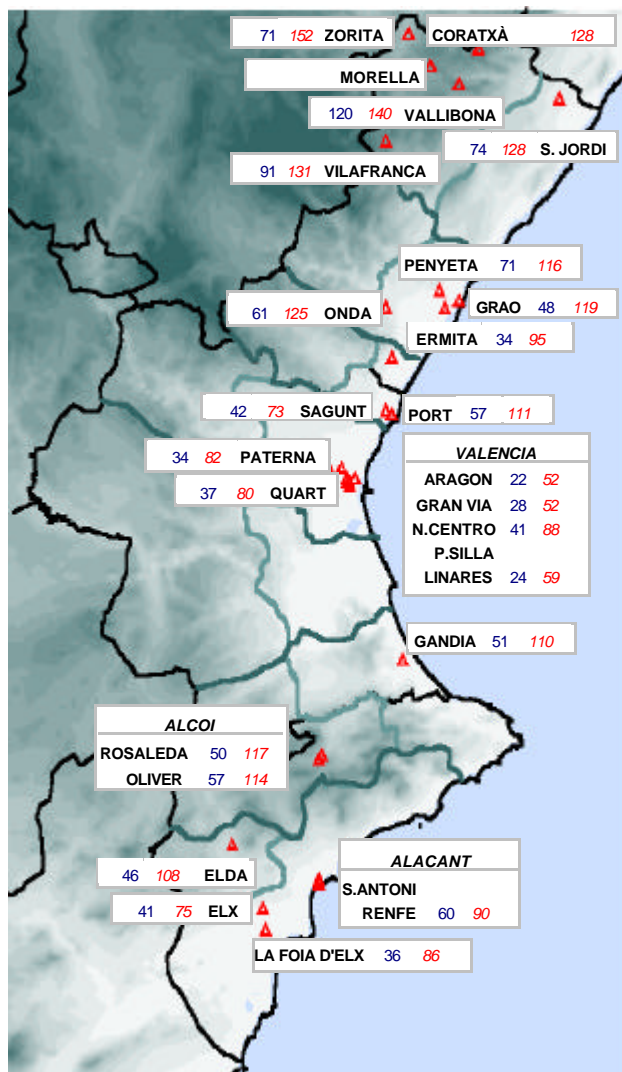 71 152 ZORITA
CORATXÀ 128
MORELLA
120 140 VALLIBONA
74 128 S. JORDI
91 131 VILAFRANCA
PENYETA 71 116
61 125 ONDA
GRAO 48 119
ERMITA 34 95
42 73 SAGUNT
PORT 57 111
34 82 PATERNA
37 80 QUART
VALENCIA
ARAGON 22 52
GRAN VIA 28 52
N.CENTRO 41 88
P.SILLA
LINARES 24 59
GANDIA 51 110
ALCOI
ROSALEDA 50 117
OLIVER 57 114
46 108 ELDA
41 75 ELX
ALACANT
S.ANTONI
RENFE 60 90
LA FOIA D'ELX 36 86